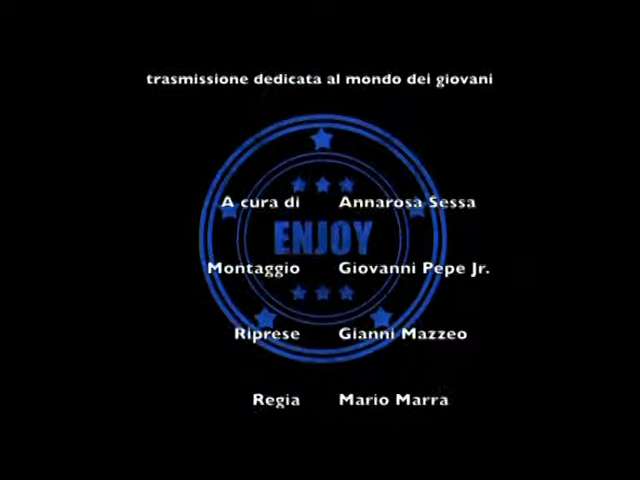 trasmissione dedicata al mondo dei giovani
A cura di Annarosa Sessa
ENJOY
Montaggio Giovanni Pepe Jr.
Riprese Gianni Mazzeo
Regia Mario Marra